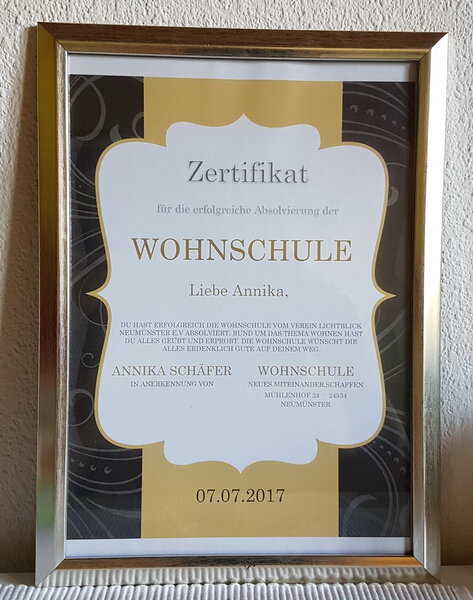 Zertifikat
für die erfolgreiche Absolvierung der
WOHNSCHULE
Liebe Annika,
DU HAST ERFOLGREICH DIE WOHNSCHULE VOM VEREIN LICHTBLICK
NEUMÜNSTER E.V ABSOLVIERT. RUND UM DAS THEMA WOHNEN HAST
DU ALLES GEÜBT UND ERPROBT. DIE WOHNSCHULE WÜNSCHT DIR
ALLES ERDENKLICH GUTE AUF DEINEM WEG.
ANNIKA SCHÄFER
IN ANERKENNUNG VON
WOHNSCHULE
NEUES.MITEINANDER.SCHAFFEN
MÜHLENHOF 24 - 24534
NEUMÜNSTER
07.07.2017